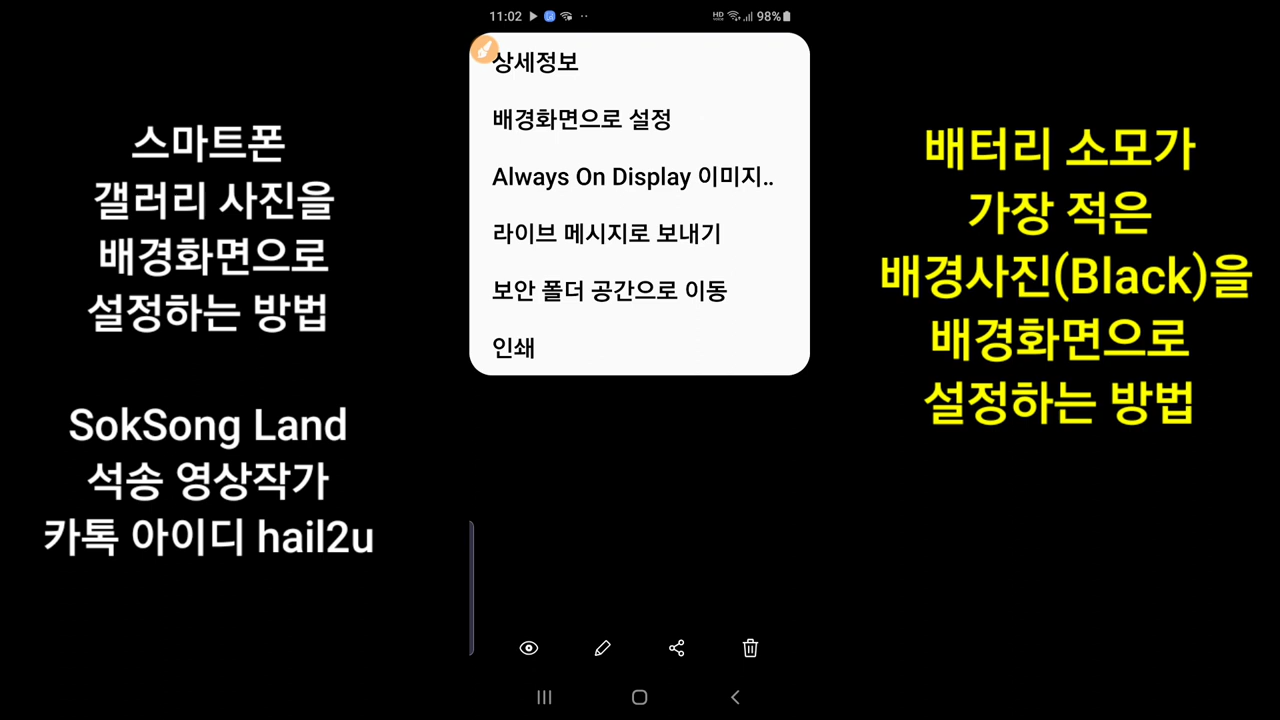 스마트폰
갤러리 사진을
배경화면으로
설정하는 방법
SokSong Land
석송 영상작가
카톡 아이디 hail2u
11:02
HD VOICE
98%
상세정보
배경화면으로 설정
Always On Display 이미지..
라이브 메시지로 보내기
보안 폴더 공간으로 이동
인쇄
배터리 소모가
가장 적은
배경사진(Black)을
배경화면으로
설정하는 방법